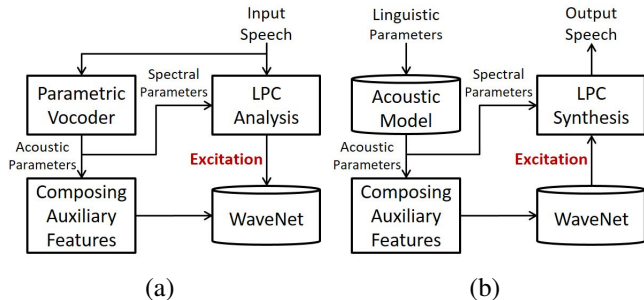 Input
Speech
Parametric
Vocoder
Spectral
Parameters
LPC
Analysis
Acoustic
Parameters
Excitation
Composing
Auxiliary
Features
WaveNet
(a)
Linguistic
Parameters
Output
Speech
Acoustic
Model
Spectral
Parameters
LPC
Synthesis
Acoustic
Parameters
Excitation
Composing
Auxiliary
Features
WaveNet
(b)